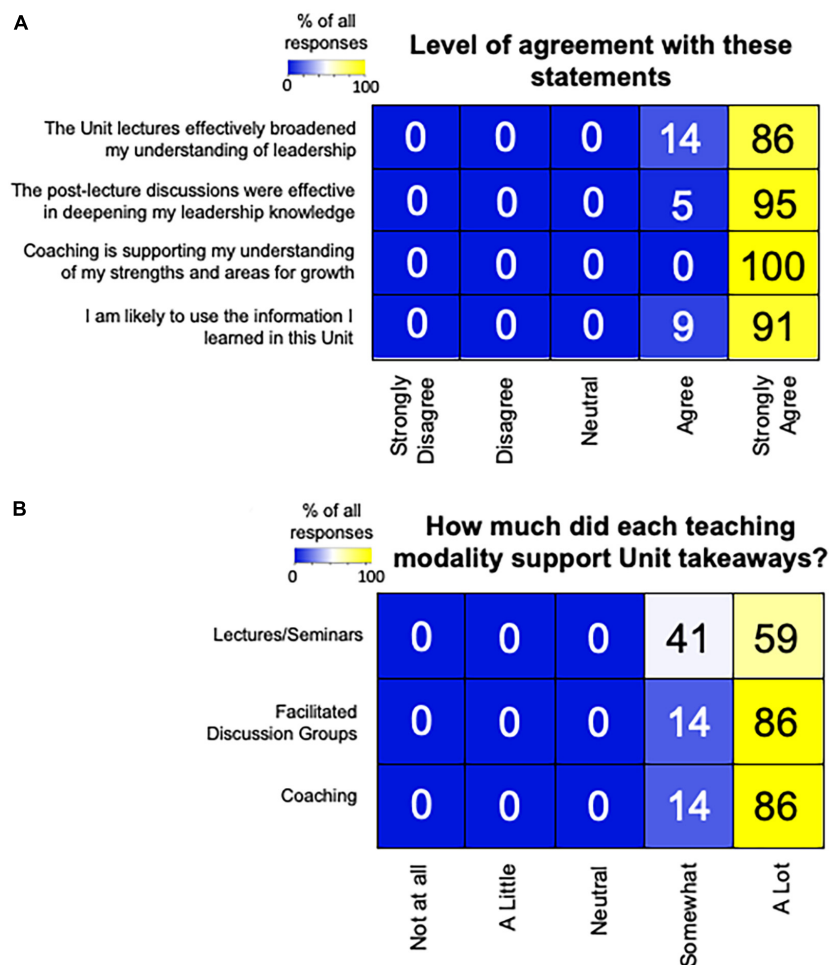 A
% of all
responses
0 100
Level of agreement with these
statements
The Unit lectures effectively broadened
my understanding of leadership
0 0 0 14 86
The post-lecture discussions were effective
in deepening my leadership knowledge
0 0 0 5 95
Coaching is supporting my understanding
of my strengths and areas for growth
0 0 0 0 100
I am likely to use the information I
learned in this Unit
0 0 0 9 91
Strongly
Disagree
Disagree
Neutral
Agree
Strongly
Agree
B
% of all
responses
0 100
How much did each teaching
modality support Unit takeaways?
Lectures/Seminars
0 0 0 41 59
Facilitated
Discussion Groups
0 0 0 14 86
Coaching
0 0 0 14 86
Not at all
A Little
Neutral
Somewhat
A Lot